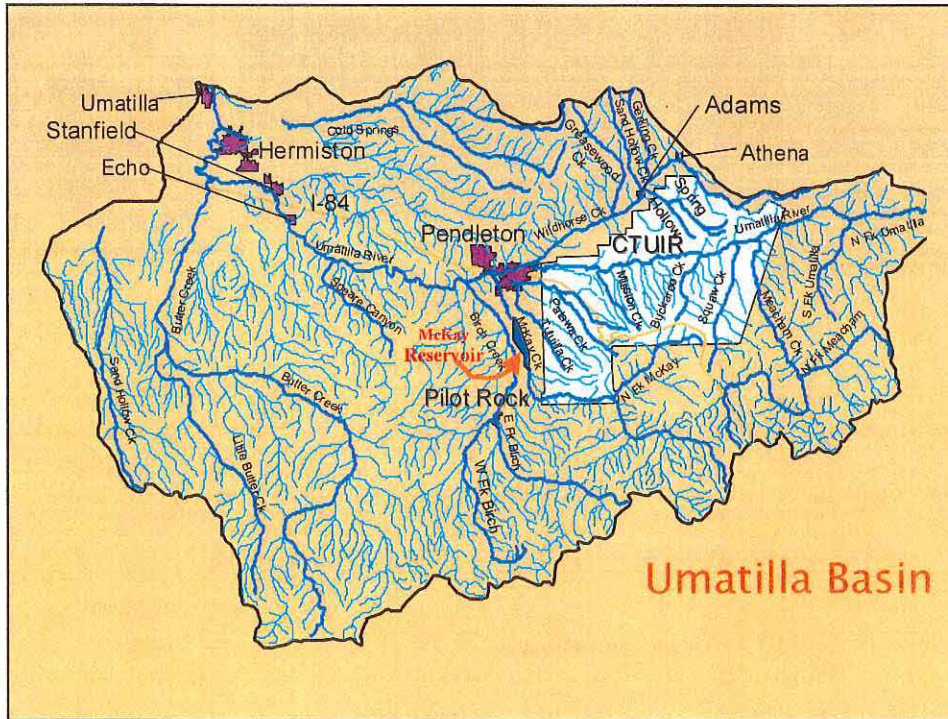 Umatilla
Stanfield
Echo
Hermiston
I-84
Cold Springs
Greasewood Ck
Sand Hollow Ck
Gerking Ck
Adams
Athena
Spring
Hollow
Wildhorse Ck
Pendleton
CTUIR
Umatilla River
N Fk Umatilla
S Fk Umatilla
Umatilla River
Speare Canyon
Butter Creek
Birch Creek
McKay
Reservoir
McKay Ck
Patawa Ck
Tutuilla Ck
Mission Ck
Buckaroo Ck
Squaw Ck
Meacham Ck
N Fk Meacham
N Fk McKay
Pilot Rock
E Fk Birch
W Fk Birch
Butter Creek
Little Butter Ck
Sand Hollow Ck
Umatilla Basin